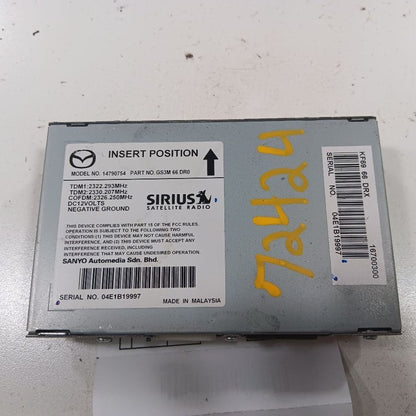 INSERT POSITION
MODEL NO. 14790754 PART NO. GS3M 66 DR0
TDM1:2322.293MHz
TDM2:2330.207MHz
COFDM:2326.250MHz
DC12VOLTS
NEGATIVE GROUND
SIRIUS
SATELLITE RADIO
THIS DEVICE COMPLIES WITH PART 15 OF THE FCC RULES.
OPERATION IS SUBJECT TO THE FOLLOWING TWO
CONDITIONS:(1) THIS DEVICE MAY NOT CAUSE HARMFUL
INTERFERENCE, AND (2) THIS DEVICE MUST ACCEPT
ANY INTERFERENCE RECEIVED, INCLUDING
INTERFERENCE THAT MAY CAUSE UNDESIRED OPERATION.
SANYO Automedia Sdn. Bhd.
SERIAL NO. 04E1B19997
MADE IN MALAYSIA
72424
KF69 66 DRX
SERIAL NO. 04E1B19997
16780300